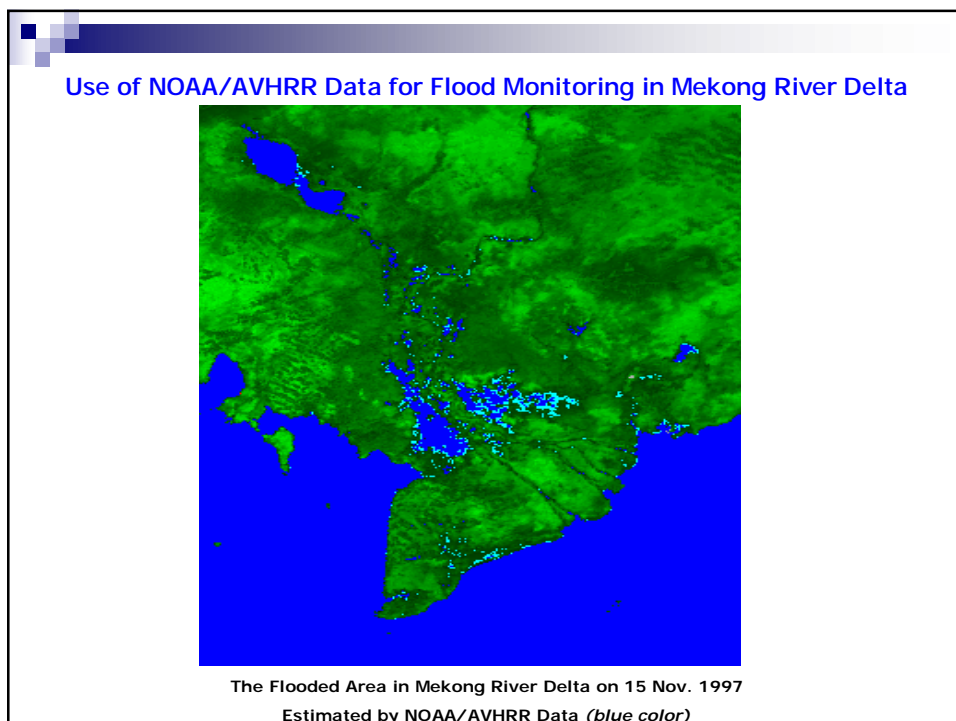 Use of NOAA/AVHRR Data for Flood Monitoring in Mekong River Delta
The Flooded Area in Mekong River Delta on 15 Nov. 1997
Estimated by NOAA/AVHRR Data (blue color)